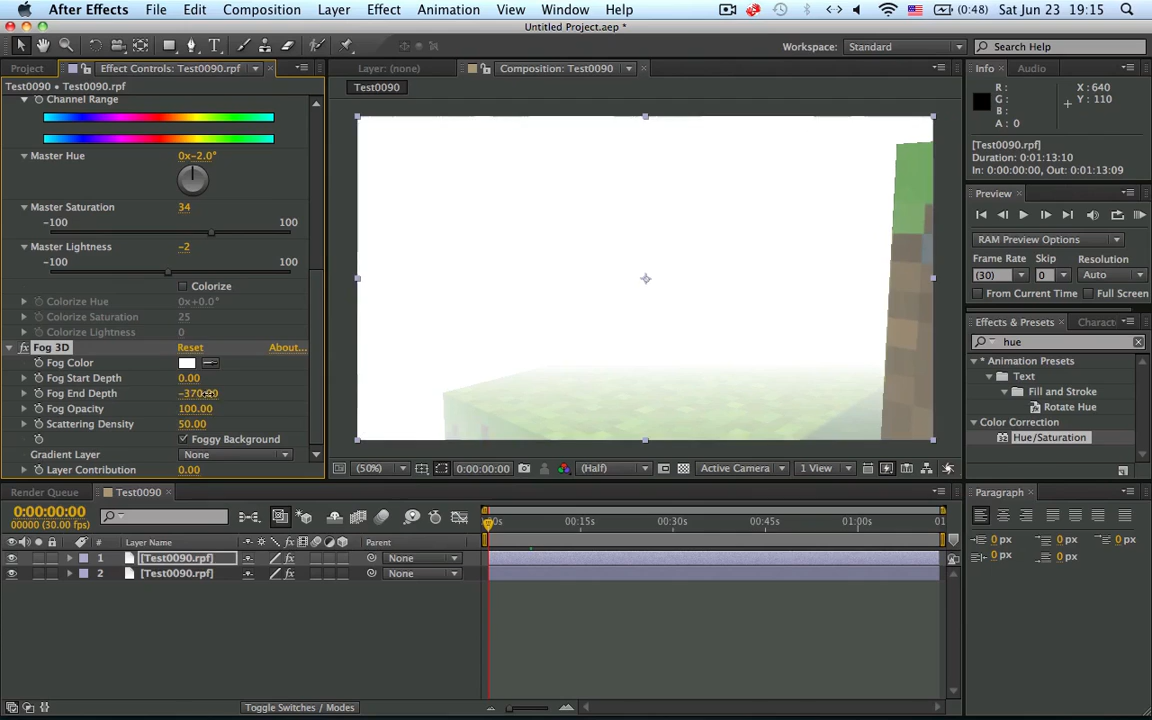 After Effects File Edit Composition Layer Effect Animation View Window Help (0:48) Sat Jun 23 19:15
Untitled Project.aep *
Workspace: Standard Search Help
Project Effect Controls: Test0090.rpf Layer: (none) Composition: Test0090 Info Audio
Test0090 • Test0090.rpf Test0090
R: X: 640
G: Y: 110
B:
A: 0
Channel Range
[Test0090.rpf]
Duration: 0:01:13:10
In: 0:00:00:00, Out: 0:01:13:09
Master Hue 0x-2.0°
Preview
Master Saturation 34
-100 100
RAM Preview Options
Master Lightness -2
-100 100
Frame Rate Skip Resolution
(30) 0 Auto
Colorize
From Current Time Full Screen
Colorize Hue 0x+0.0°
Colorize Saturation 25
Colorize Lightness 0
Effects & Presets
hue
fx Fog 3D Reset About...
* Animation Presets
Text
Fill and Stroke
Rotate Hue
Color Correction
Hue/Saturation
Fog Color
Fog Start Depth 0.00
Fog End Depth
Fog Opacity 100.00
Scattering Density 50.00
Foggy Background
Gradient Layer None
Layer Contribution 0.00
(50%) 0:00:00:00 (Half) Active Camera 1 View
Render Queue Test0090
Paragraph
0:00:00:00
00000 (30.00 fps)
00:15s 00:30s 00:45s 01:00s 01
# Layer Name Parent
1 [Test0090.rpf] fx None
2 [Test0090.rpf] fx None
0 px 0 px 0 px
0 px 0 px
Toggle Switches / Modes